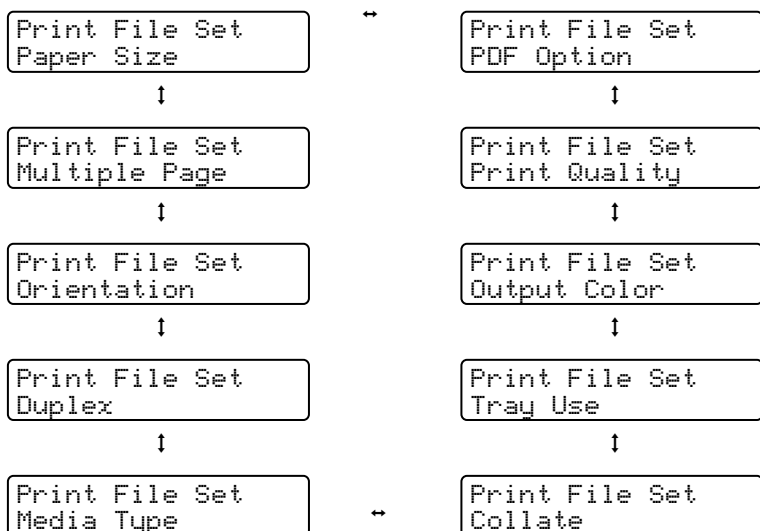 Print File Set
Paper Size
↔
Print File Set
PDF Option
↕
↕
Print File Set
Multiple Page
Print File Set
Print Quality
↕
↕
Print File Set
Orientation
Print File Set
Output Color
↕
↕
Print File Set
Duplex
Print File Set
Tray Use
↕
↕
Print File Set
Media Type
↔
Print File Set
Collate